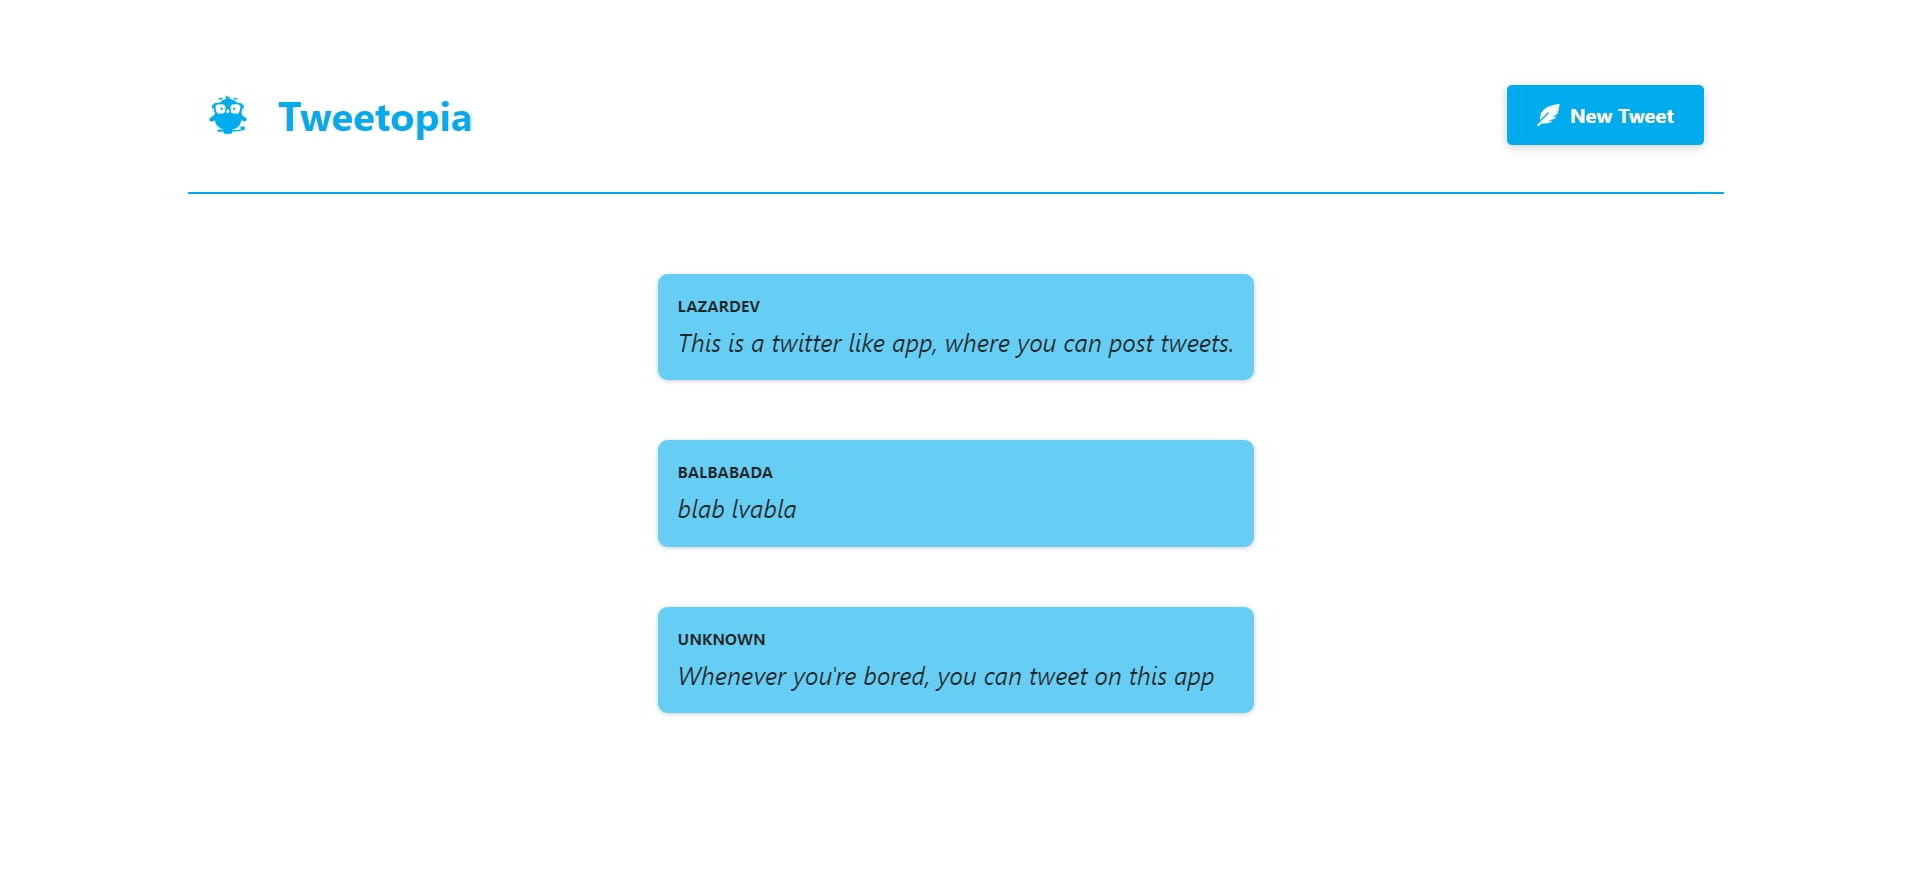 Tweetopia
New Tweet
LAZARDEV
This is a twitter like app, where you can post tweets.
BALBABADA
blab lvabla
UNKNOWN
Whenever you're bored, you can tweet on this app